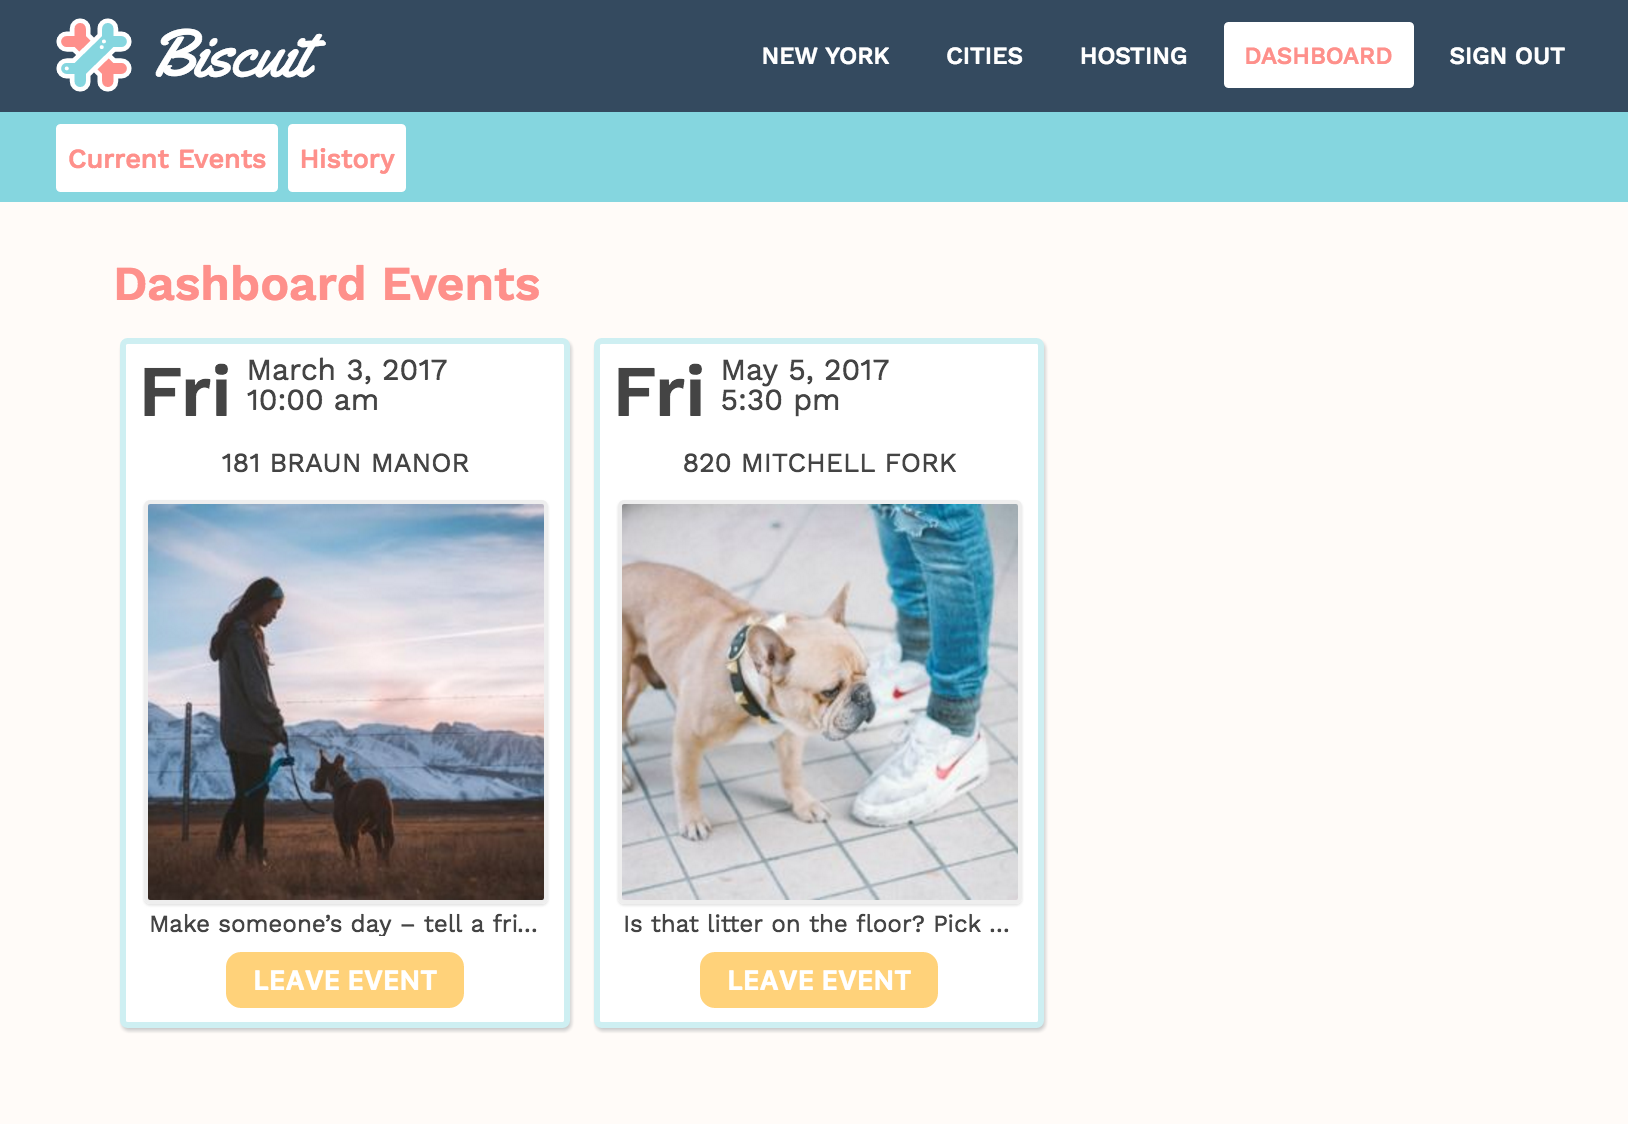 Biscuit
NEW YORK
CITIES
HOSTING
DASHBOARD
SIGN OUT
Current Events
History
Dashboard Events
Fri
March 3, 2017
10:00 am
181 BRAUN MANOR
Make someone’s day – tell a fri...
LEAVE EVENT
Fri
May 5, 2017
5:30 pm
820 MITCHELL FORK
Is that litter on the floor? Pick ...
LEAVE EVENT